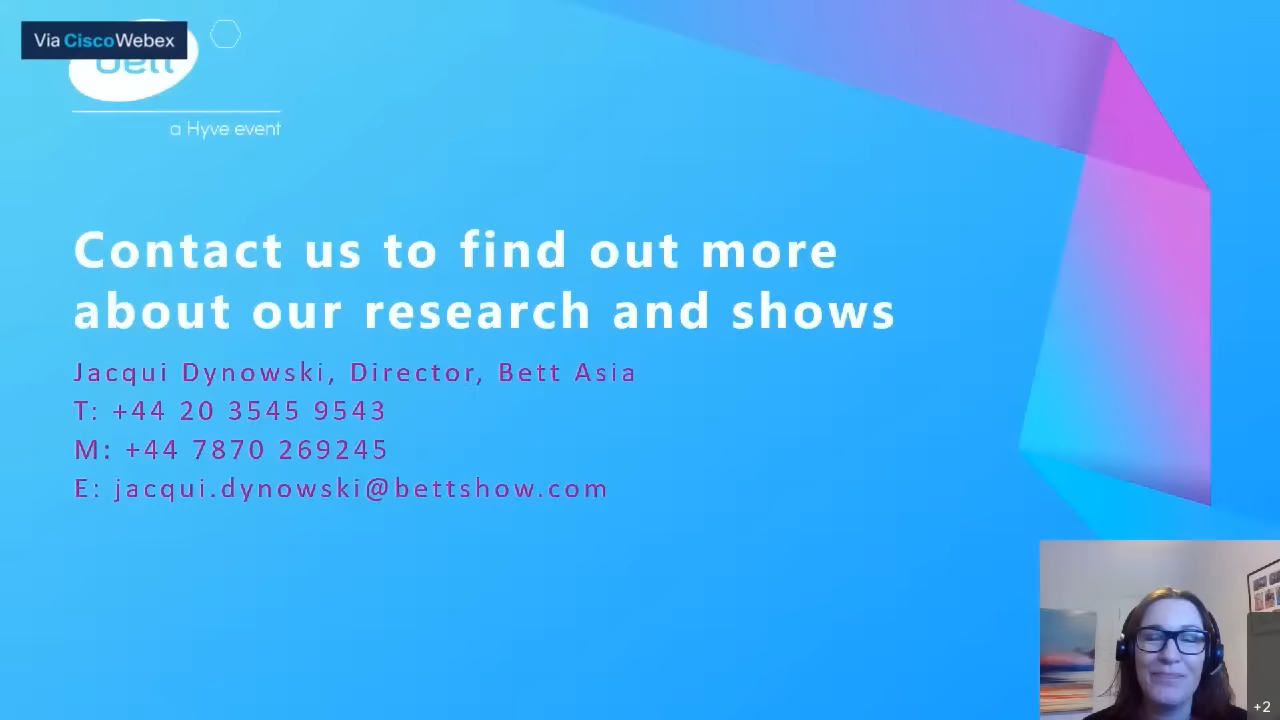 Via CiscoWebex
bett
a Hyve event
Contact us to find out more
about our research and shows
Jacqui Dynowski, Director, Bett Asia
T: +44 20 3545 9543
M: +44 7870 269245
E: jacqui.dynowski@bettshow.com
+2